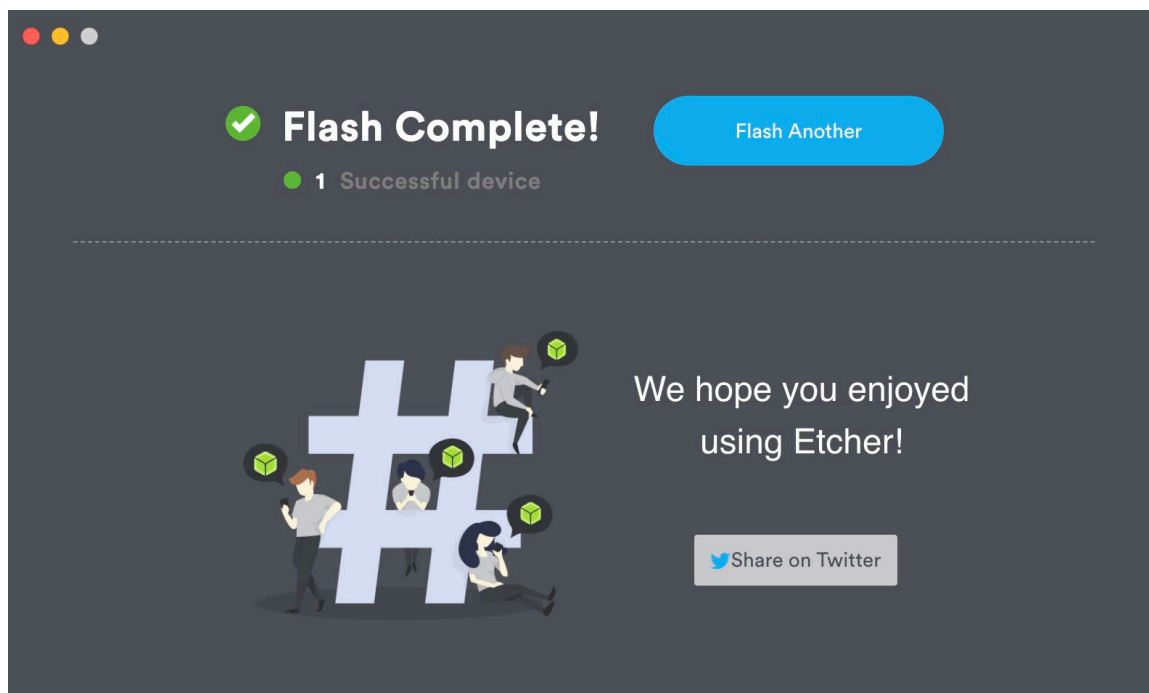 Flash Complete!
Flash Another
1 Successful device
We hope you enjoyed
using Etcher!
Share on Twitter